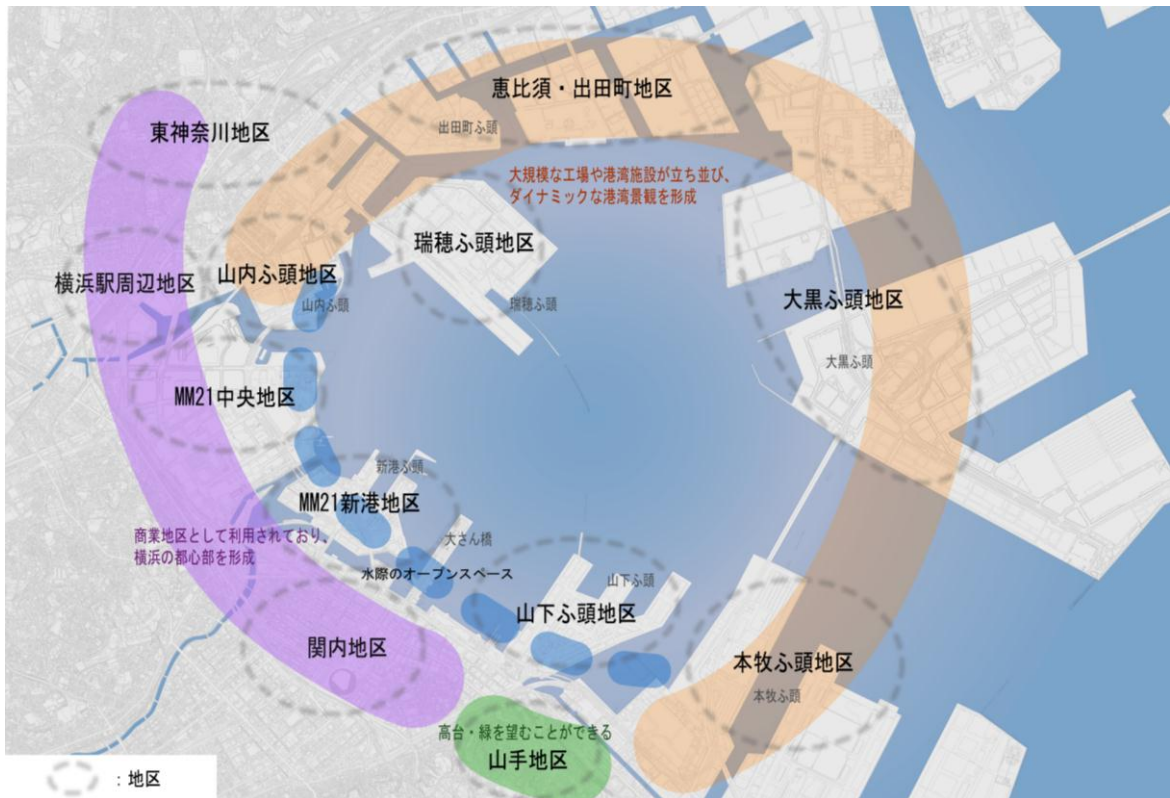 恵比須・出田町地区
出田町ふ頭
東神奈川地区
大規模な工場や港湾施設が立ち並び、
ダイナミックな港湾景観を形成
瑞穂ふ頭地区
瑞穂ふ頭
横浜駅周辺地区
山内ふ頭地区
山内ふ頭
大黒ふ頭地区
大黒ふ頭
MM21中央地区
新港ふ頭
MM21新港地区
大さん橋
商業地区として利用されており、
横浜の都心部を形成
水際のオープンスペース
山下ふ頭
山下ふ頭地区
関内地区
本牧ふ頭地区
本牧ふ頭
高台・緑を望むことができる
山手地区
：地区